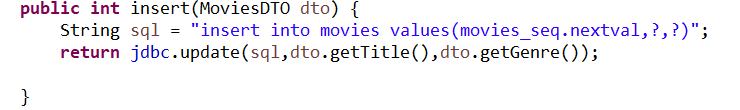 public int insert(MoviesDTO dto) {
String sql = "insert into movies values(movies_seq.nextval,?,?)";
return jdbc.update(sql,dto.getTitle(),dto.getGenre());
}